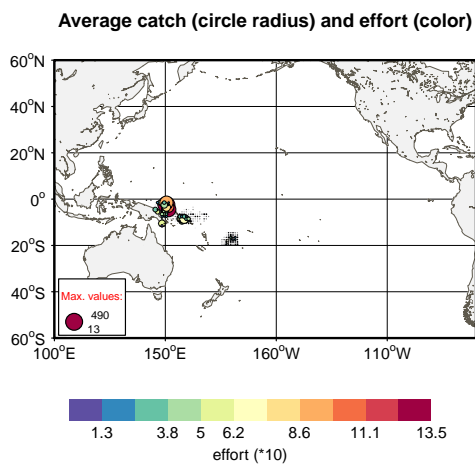 Average catch (circle radius) and effort (color)
60°N
40°N
20°N
0°
20°S
40°S
60°S
Max. values:
490
13
100°E 150°E 160°W 110°W
1.3 3.8 5 6.2 8.6 11.1 13.5
effort (*10)